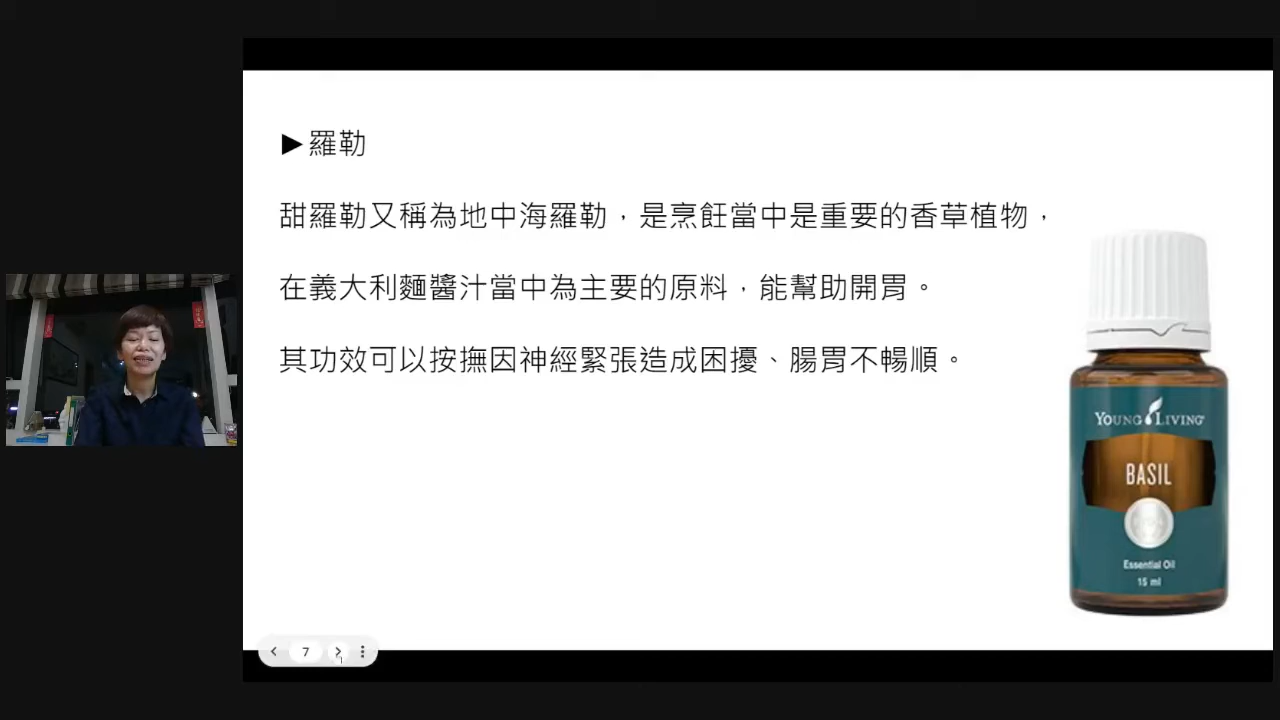 ►羅勒
甜羅勒又稱為地中海羅勒，是烹飪當中是重要的香草植物，
在義大利麵醬汁當中為主要的原料，能幫助開胃。
其功效可以按撫因神經緊張造成困擾、腸胃不暢順。
YOUNG LIVING
BASIL
Essential Oil
15 ml
7